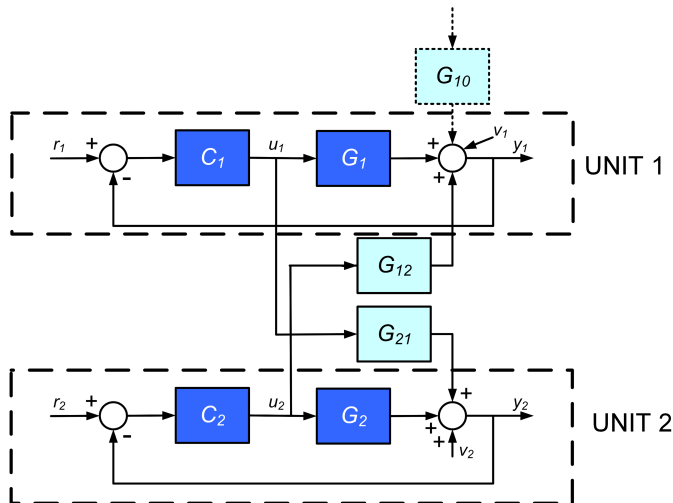 G10
v1
r1
+
-
C1
u1
G1
+
+
y1
UNIT 1
G12
G21
r2
+
-
C2
u2
G2
+
+
+
v2
y2
UNIT 2